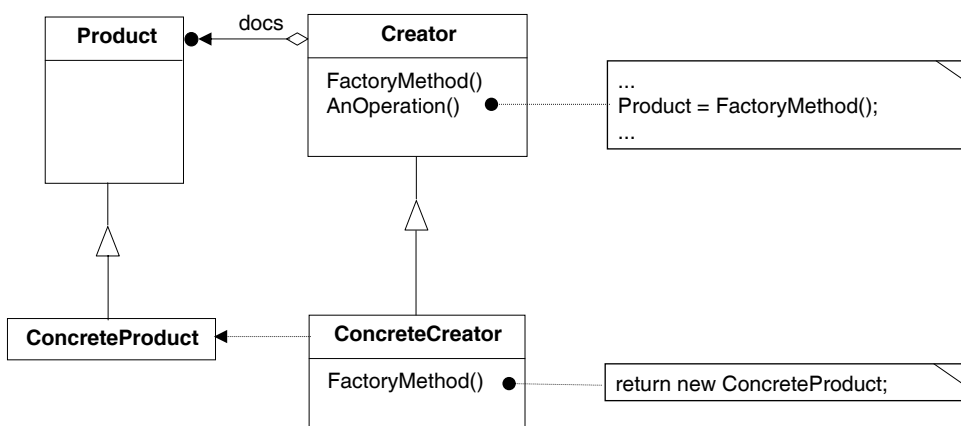 docs
Product
Creator
FactoryMethod()
AnOperation()
...
Product = FactoryMethod();
...
ConcreteProduct
ConcreteCreator
FactoryMethod()
return new ConcreteProduct;